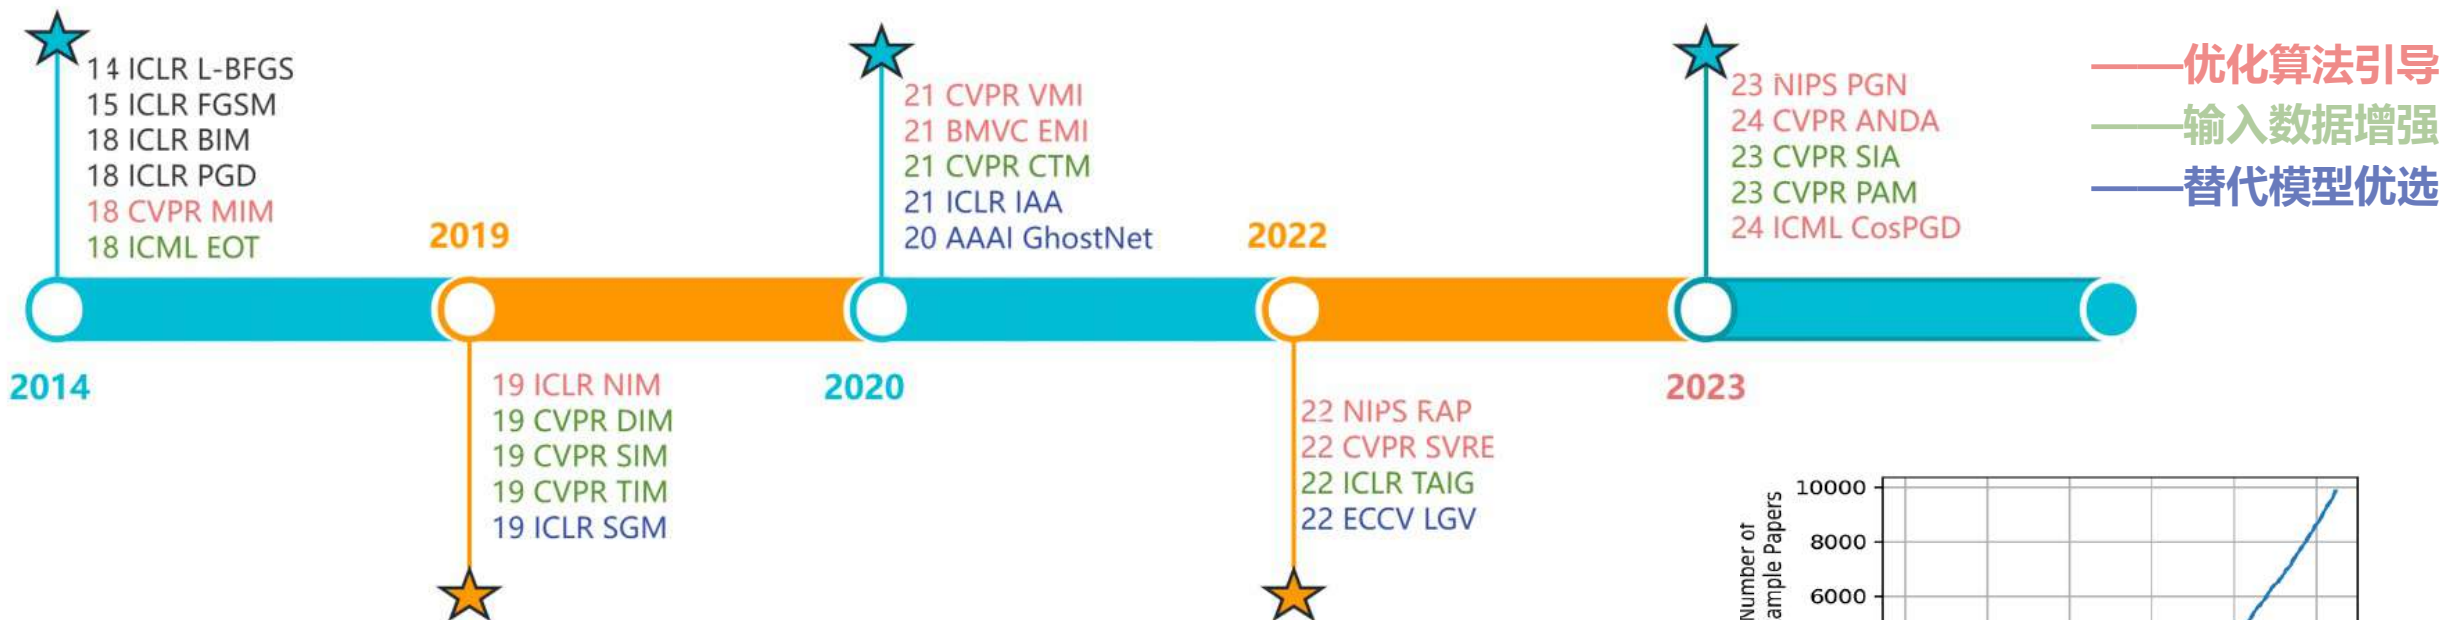 14 ICLR L-BFGS
15 ICLR FGSM
18 ICLR BIM
18 ICLR PGD
18 CVPR MIM
18 ICML EOT
2014
2019
19 ICLR NIM
19 CVPR DIM
19 CVPR SIM
19 CVPR TIM
19 ICLR SGM
21 CVPR VMI
21 BMVC EMI
21 CVPR CTM
21 ICLR IAA
20 AAAI GhostNet
2020
2022
22 NIPS RAP
22 CVPR SVRE
22 ICLR TAIG
22 ECCV LGV
23 NIPS PGN
24 CVPR ANDA
23 CVPR SIA
23 CVPR PAM
24 ICML CosPGD
2023
——优化算法引导
——输入数据增强
——替代模型优选
Number of
ample Papers
10000
8000
6000